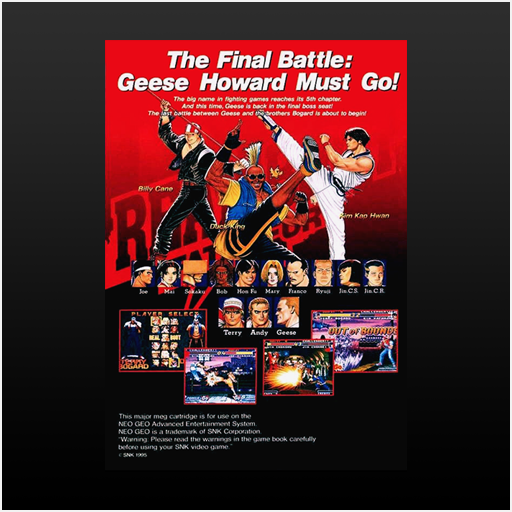 The Final Battle:
Geese Howard Must Go!
The big name in fighting games reaches its 5th chapter.
And this time, Geese is back in the final boss seat!
The last battle between Geese and the brothers Bogard is about to begin!
Billy Cane
Duck King
Kim Kap Hwan
Joe Mai Sokaku Bob Hon Fu Mary Franco Ryuji Jin.C.S. Jin.C.R.
Terry Andy Geese
PLAYER SELECT
REAL BOUT
TERRY BOGARD
OUT OF BOUNDS
This major meg cartridge is for use on the
NEO GEO Advanced Entertainment System.
NEO GEO is a trademark of SNK Corporation.
"Warning: Please read the warnings in the game book carefully
before using your SNK video game."
© SNK 1995